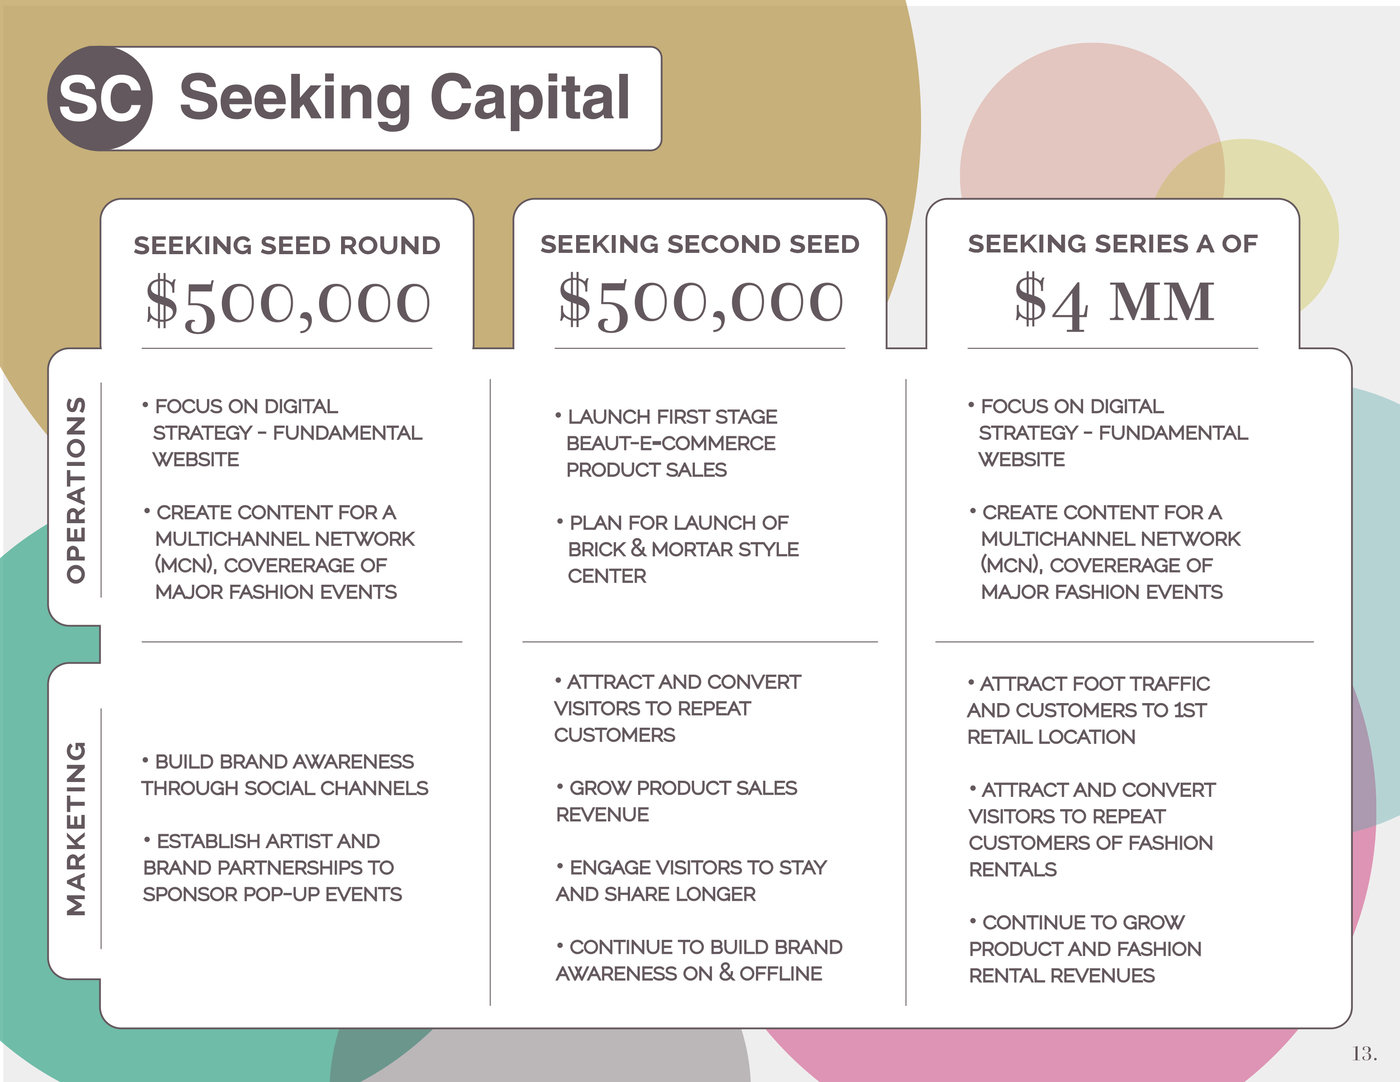 SC Seeking Capital
SEEKING SEED ROUND
$500,000
SEEKING SECOND SEED
$500,000
SEEKING SERIES A OF
$4 MM
OPERATIONS
• FOCUS ON DIGITAL
STRATEGY - FUNDAMENTAL
WEBSITE
• CREATE CONTENT FOR A
MULTICHANNEL NETWORK
(MCN), COVERERAGE OF
MAJOR FASHION EVENTS
• LAUNCH FIRST STAGE
BEAUT-E-COMMERCE
PRODUCT SALES
• PLAN FOR LAUNCH OF
BRICK & MORTAR STYLE
CENTER
• FOCUS ON DIGITAL
STRATEGY - FUNDAMENTAL
WEBSITE
• CREATE CONTENT FOR A
MULTICHANNEL NETWORK
(MCN), COVERERAGE OF
MAJOR FASHION EVENTS
MARKETING
• BUILD BRAND AWARENESS
THROUGH SOCIAL CHANNELS
• ESTABLISH ARTIST AND
BRAND PARTNERSHIPS TO
SPONSOR POP-UP EVENTS
• ATTRACT AND CONVERT
VISITORS TO REPEAT
CUSTOMERS
• GROW PRODUCT SALES
REVENUE
• ENGAGE VISITORS TO STAY
AND SHARE LONGER
• CONTINUE TO BUILD BRAND
AWARENESS ON & OFFLINE
• ATTRACT FOOT TRAFFIC
AND CUSTOMERS TO 1ST
RETAIL LOCATION
• ATTRACT AND CONVERT
VISITORS TO REPEAT
CUSTOMERS OF FASHION
RENTALS
• CONTINUE TO GROW
PRODUCT AND FASHION
RENTAL REVENUES
13.